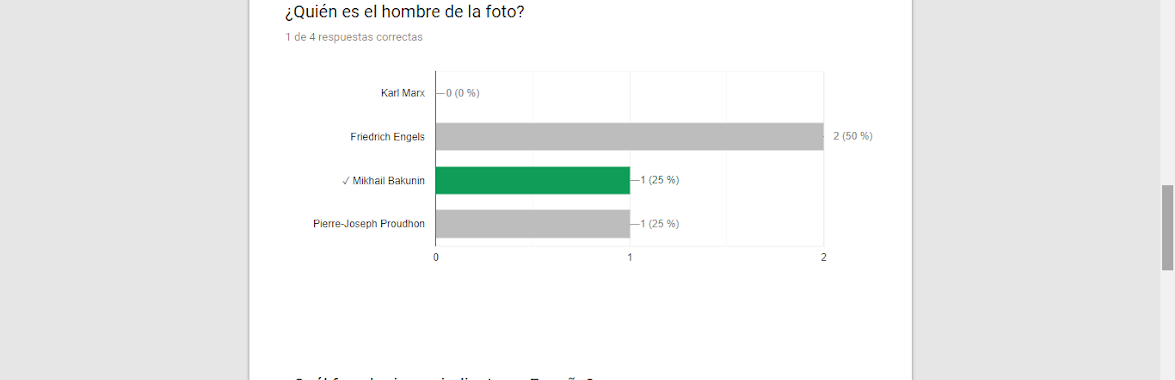 ¿Quién es el hombre de la foto?
1 de 4 respuestas correctas
Karl Marx
0 (0 %)
Friedrich Engels
2 (50 %)
✓ Mikhail Bakunin
1 (25 %)
Pierre-Joseph Proudhon
1 (25 %)
0 1 2